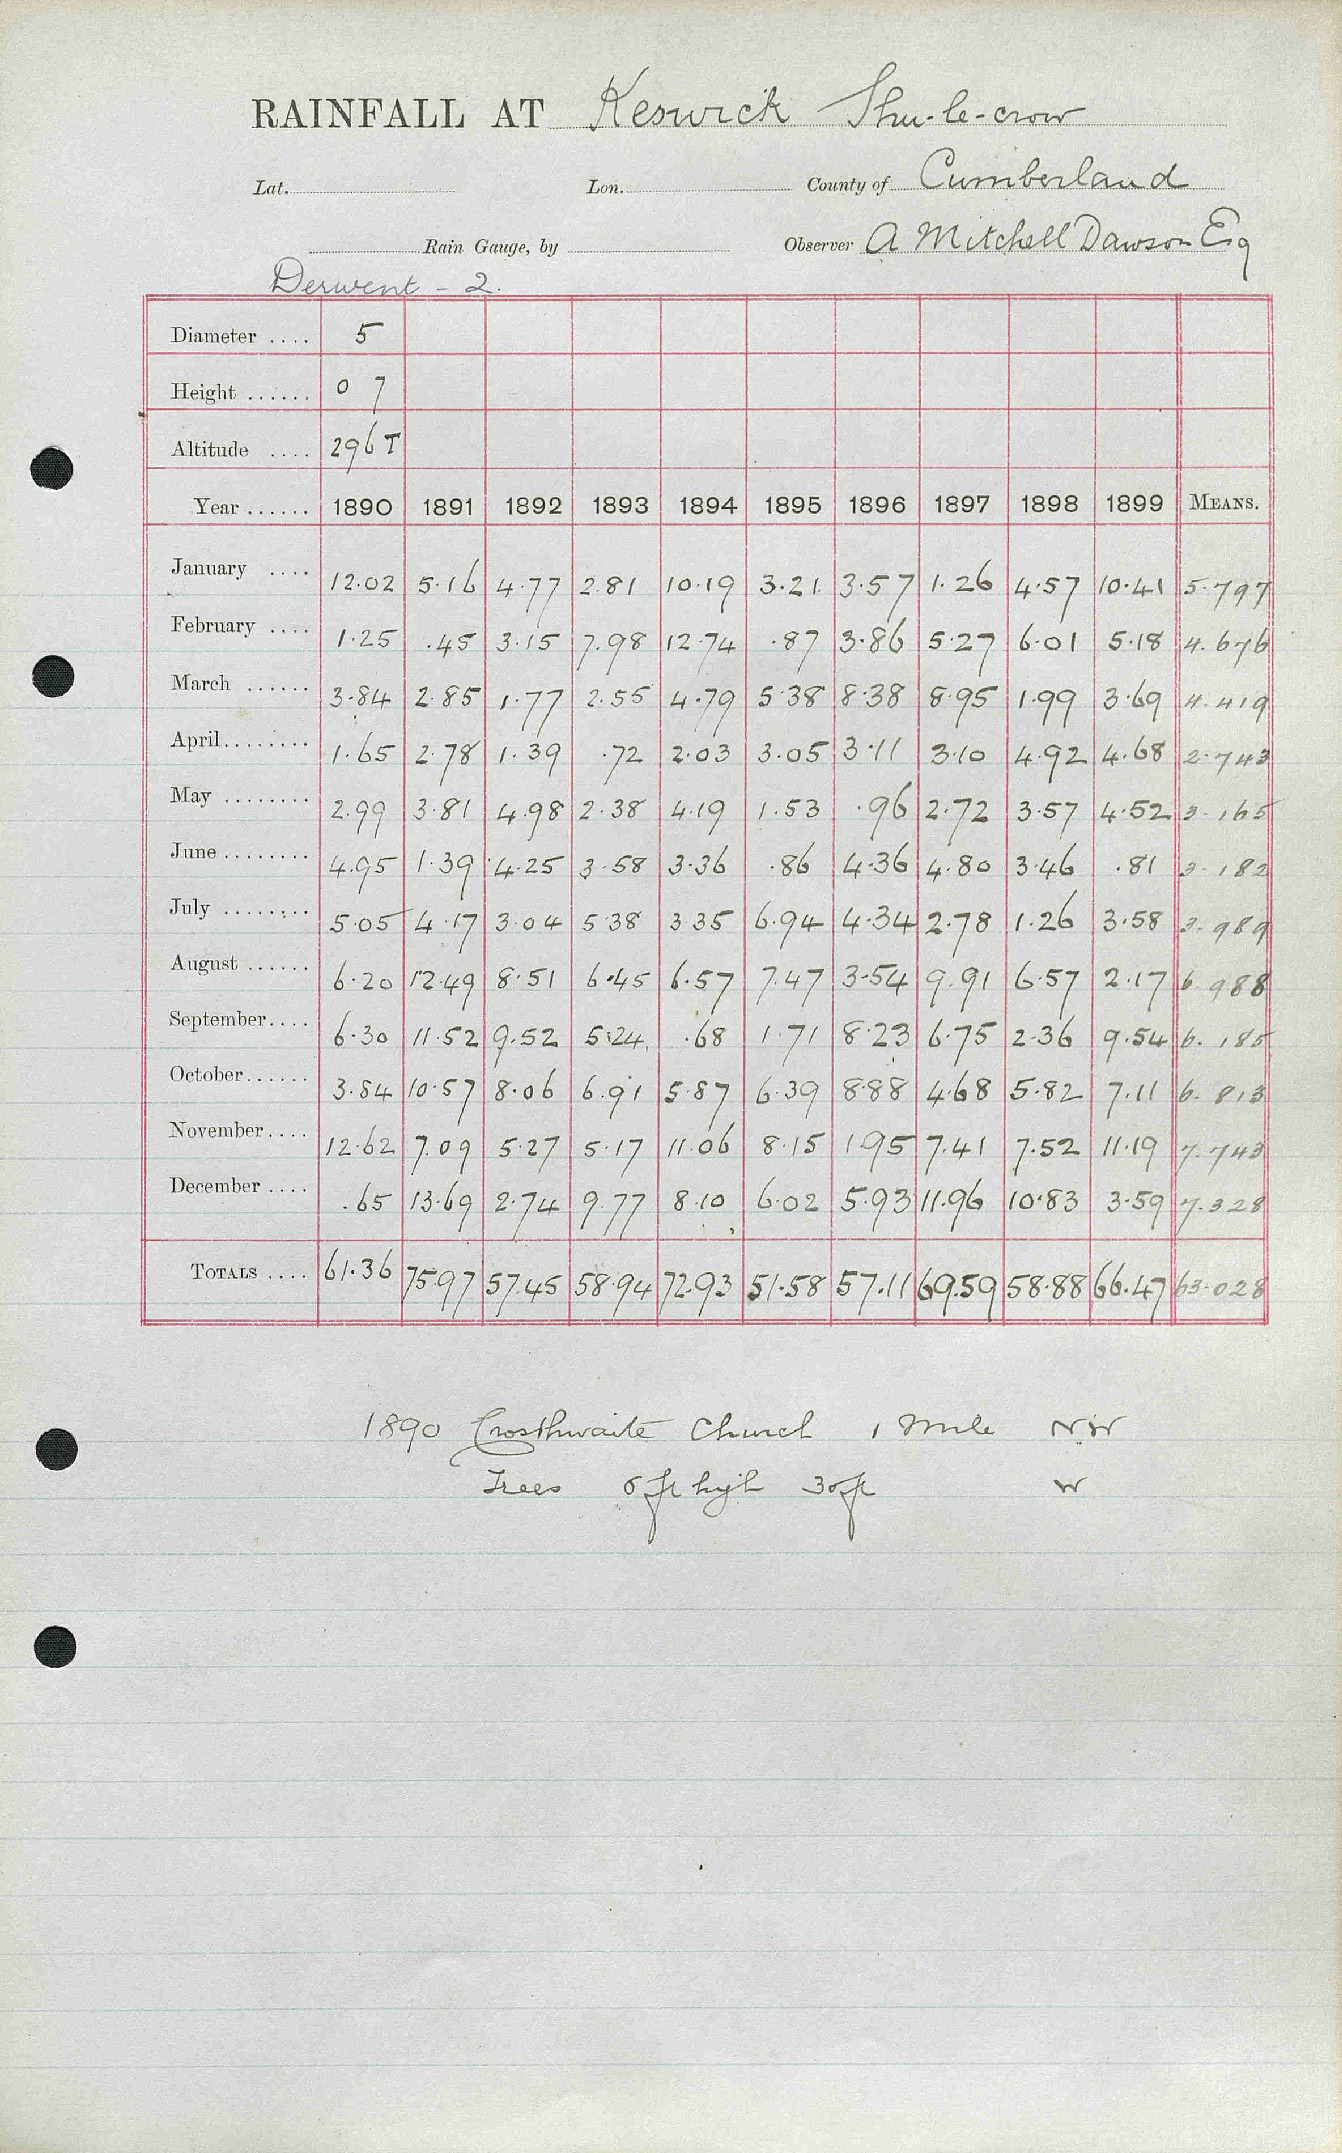 RAINFALL AT Keswick Shu-le-crow
Lat. Lon. County of Cumberland
Rain Gauge, by Observer A Mitchell Dawson Esq
Derwent - 2.
Diameter .... 5
Height ...... 0 7
Altitude .... 296 T
Year ...... 1890 1891 1892 1893 1894 1895 1896 1897 1898 1899 MEANS.
January .... 12.02 5.16 4.77 2.81 10.19 3.21 3.57 1.26 4.57 10.41 5.797
February .... 1.25 .45 3.15 7.98 12.74 .87 3.86 5.27 6.01 5.18 4.676
March ...... 3.84 2.85 1.77 2.55 4.79 5.38 8.38 8.95 1.99 3.69 4.419
April........ 1.65 2.78 1.39 .72 2.03 3.05 3.11 3.10 4.92 4.68 2.743
May ........ 2.99 3.81 4.98 2.38 4.19 1.53 .96 2.72 3.57 4.52 3.165
June ........ 4.95 1.39 4.25 3.58 3.36 .86 4.36 4.80 3.46 .81 3.182
July ........ 5.05 4.17 3.04 5.38 3.35 6.94 4.34 2.78 1.26 3.58 3.989
August ...... 6.20 12.49 8.51 6.45 6.57 7.47 3.54 9.91 6.57 2.17 6.988
September.... 6.30 11.52 9.52 5.24 .68 1.71 8.23 6.75 2.36 9.54 6.185
October...... 3.84 10.57 8.06 6.91 5.87 6.39 8.88 4.68 5.82 7.11 6.813
November.... 12.62 7.09 5.27 5.17 11.06 8.15 1.95 7.41 7.52 11.19 7.743
December .... .65 13.69 2.74 9.77 8.10 6.02 5.93 11.96 10.83 3.59 7.328
TOTALS .... 61.36 75.97 57.45 58.94 72.93 51.58 57.11 69.59 58.88 66.47 63.028
1890 Crosthwaite Church 1 Mile NW
Trees 6 ft high 30 ft W